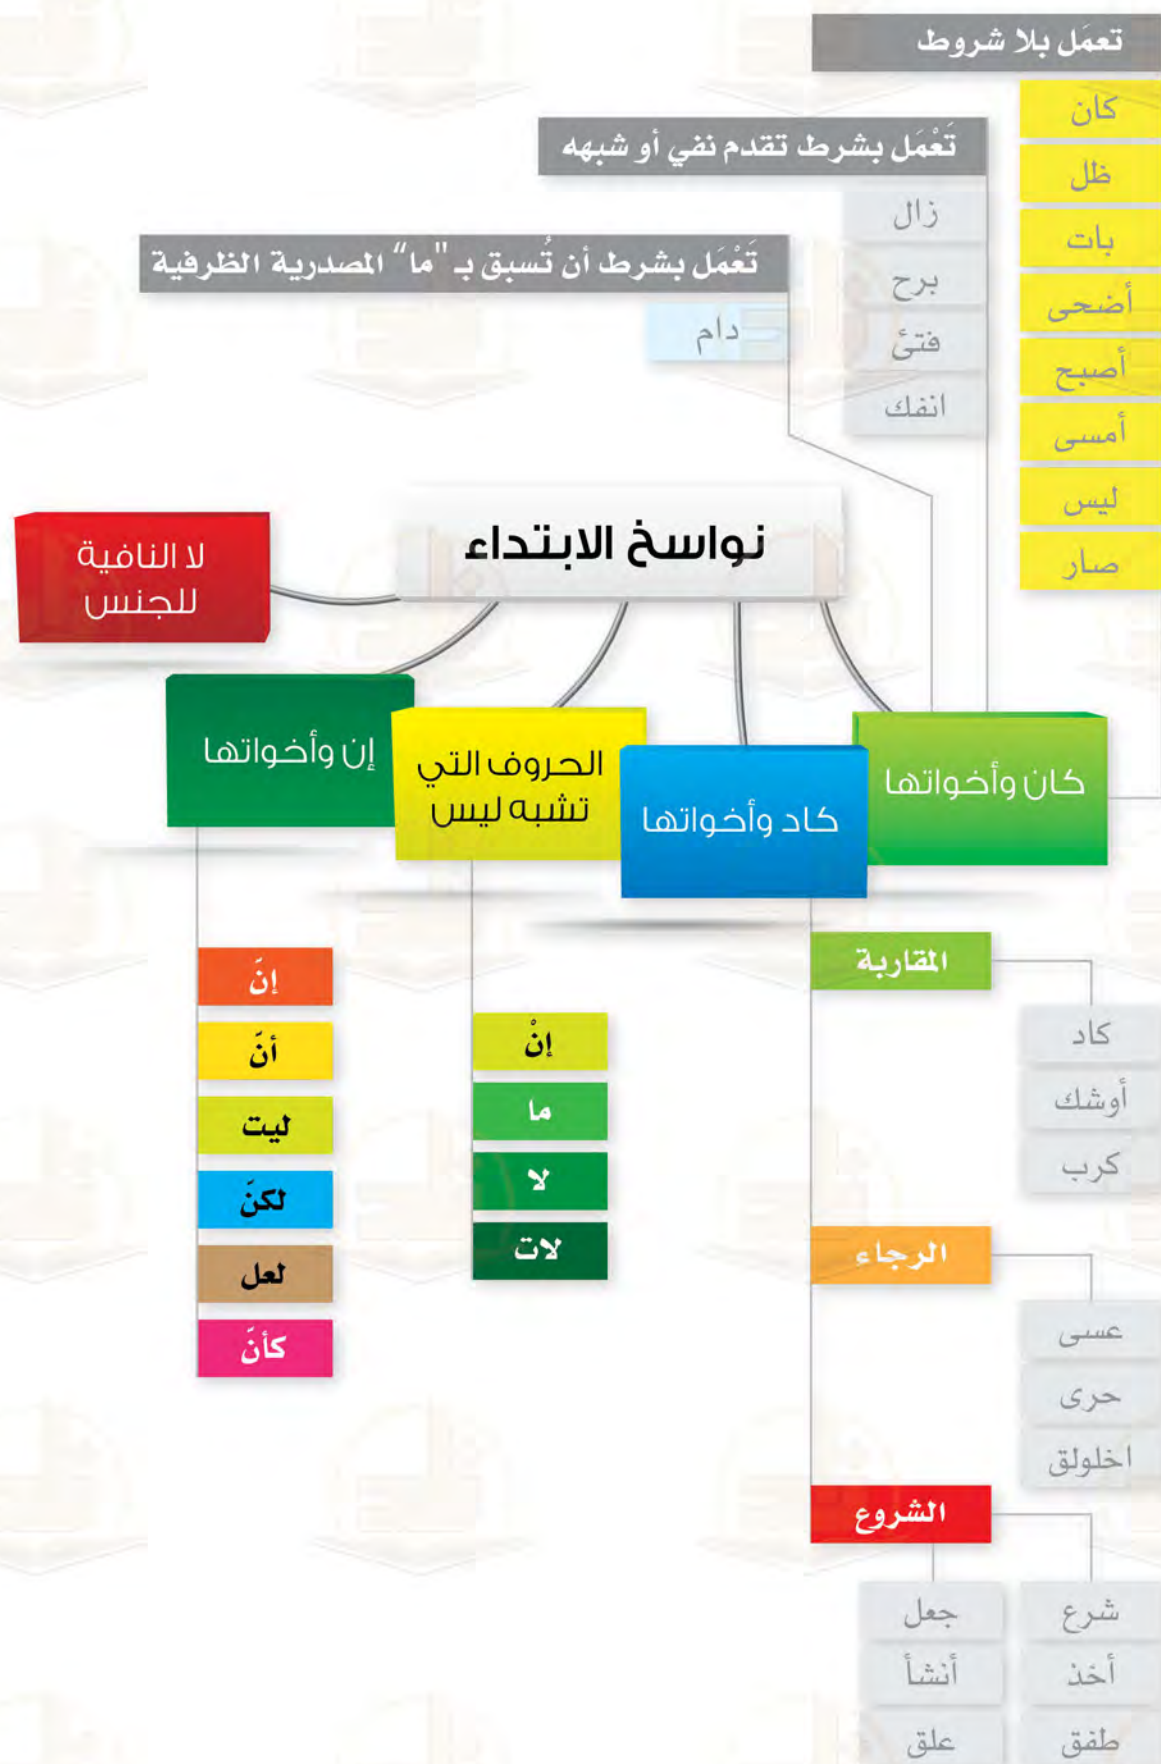 تعمَل بلا شروط
كان
ظل
بات
أضحى
أصبح
أمسى
ليس
صار
تَعْمَل بشرط تقدم نفي أو شبهه
زال
برح
فتئ
انفك
تَعْمَل بشرط أن تُسبق بـ "ما“ المصدرية الظرفية
دام
نواسخ الابتداء
كان وأخواتها
كاد وأخواتها
الحروف التي
تشبه ليس
إن وأخواتها
لا النافية
للجنس
المقاربة
كاد
أوشك
كرب
الرجاء
عسى
حرى
اخلولق
الشروع
شرع
أخذ
طفق
جعل
أنشأ
علق
إنْ
ما
لا
لات
إنّ
أنّ
ليت
لكنّ
لعل
كأنّ